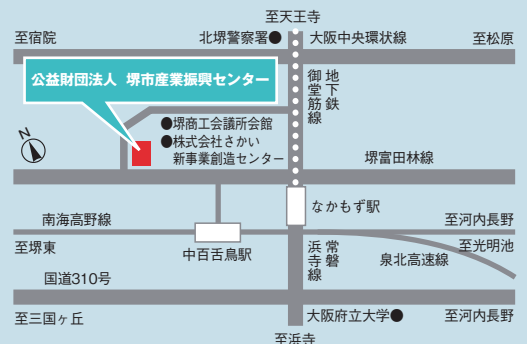 至天王寺
至宿院
北堺警察署●
大阪中央環状線
至松原
公益財団法人 堺市産業振興センター
地下鉄
御堂筋線
●堺商工会議所会館
●株式会社さかい
新事業創造センター
N
堺富田林線
なかもず駅
南海高野線
至河内長野
至堺東
中百舌鳥駅
常磐
浜寺線
泉北高速線
至光明池
国道310号
至三国ヶ丘
大阪府立大学●
至河内長野
至浜寺